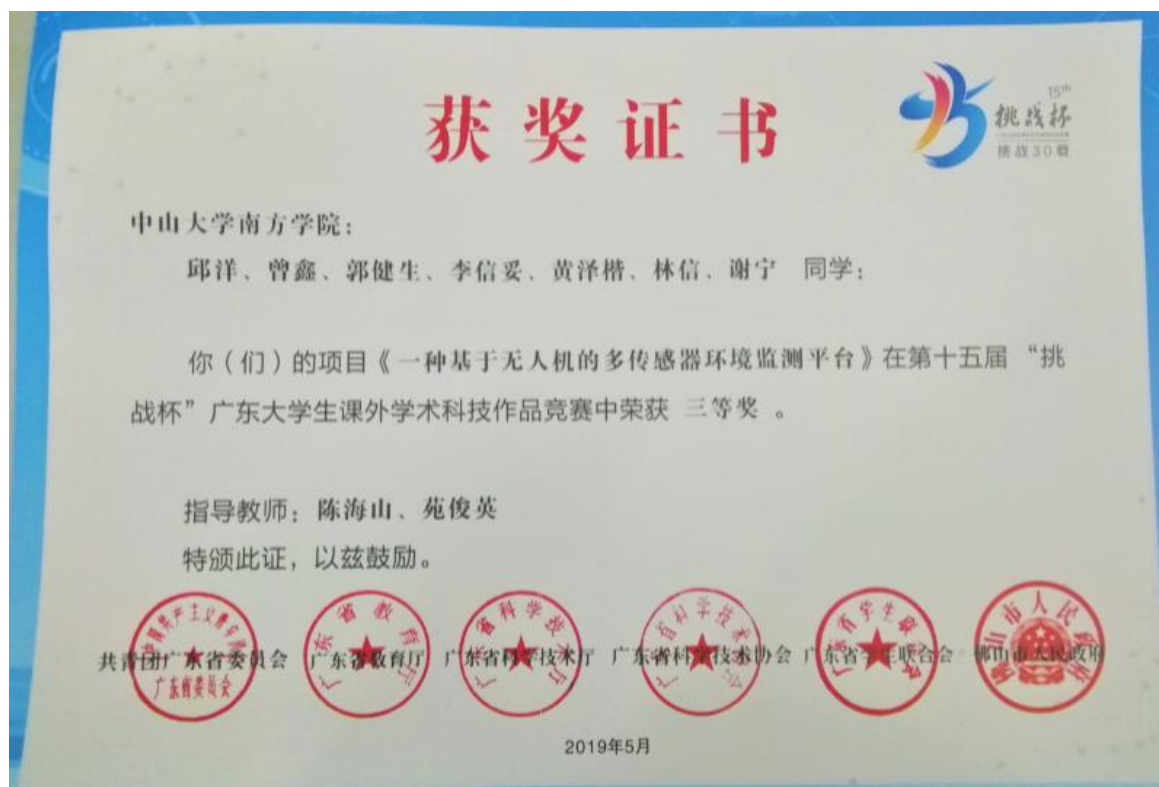 获奖证书
15th
挑战杯
挑战30载
中山大学南方学院：
邱洋、曾鑫、郭健生、李信妥、黄泽楷、林信、谢宁 同学：
你（们）的项目《一种基于无人机的多传感器环境监测平台》在第十五届“挑
战杯”广东大学生课外学术科技作品竞赛中荣获 三等奖 。
指导教师：陈海山、苑俊英
特颁此证，以兹鼓励。
共青团广东省委员会 广东省教育厅 广东省科学技术厅 广东省科学技术协会 广东省学生联合会 佛山市人民政府
2019年5月